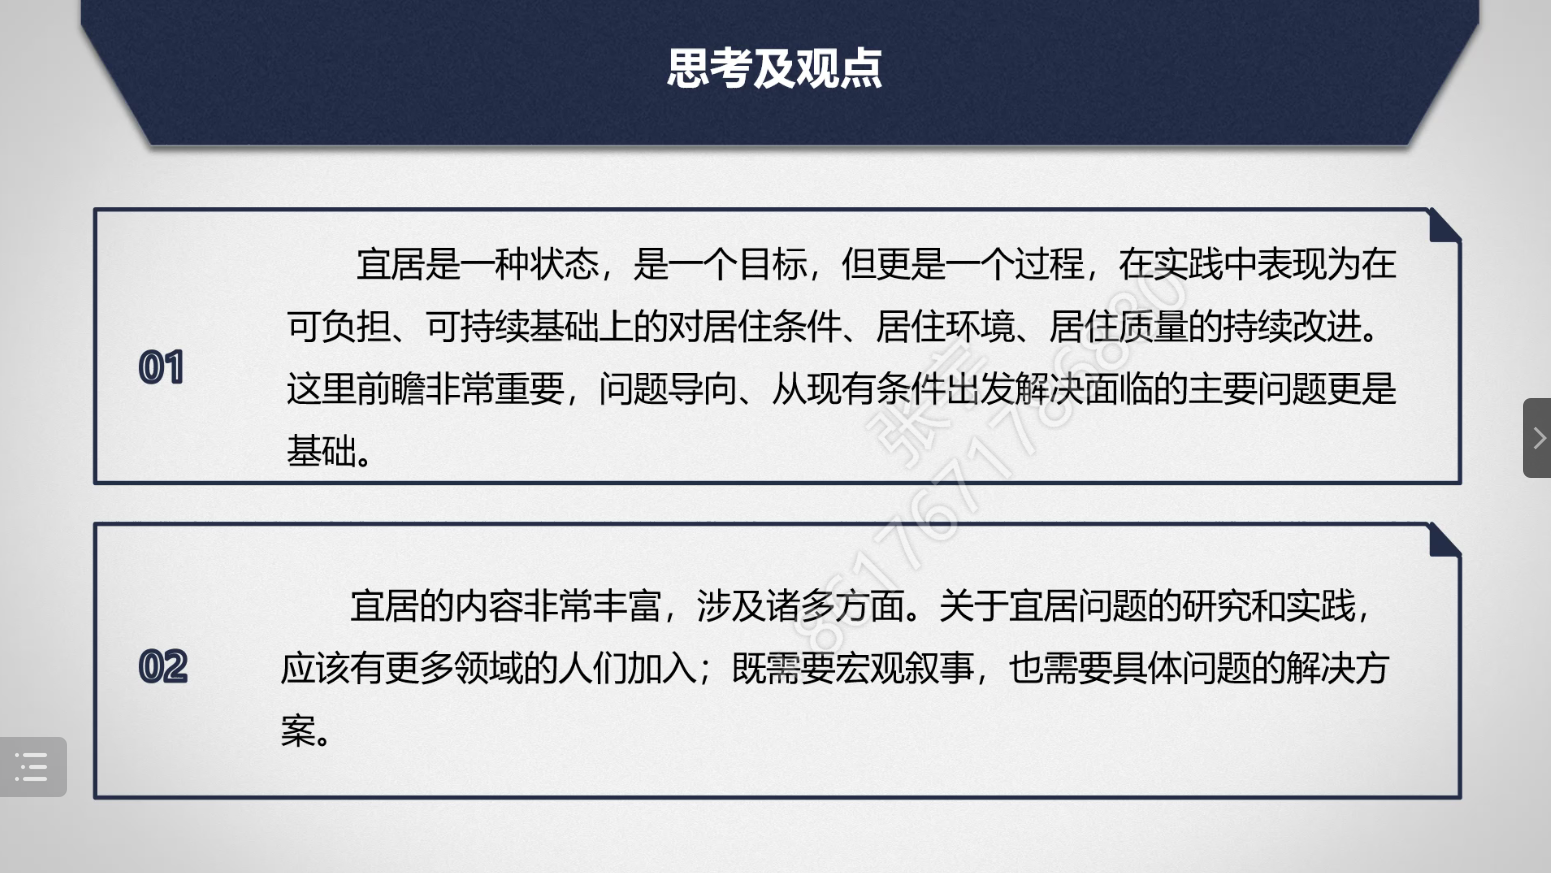 思考及观点
01
宜居是一种状态，是一个目标，但更是一个过程，在实践中表现为在
可负担、可持续基础上的对居住条件、居住环境、居住质量的持续改进。
这里前瞻非常重要，问题导向、从现有条件出发解决面临的主要问题更是
基础。
02
宜居的内容非常丰富，涉及诸多方面。关于宜居问题的研究和实践，
应该有更多领域的人们加入；既需要宏观叙事，也需要具体问题的解决方
案。